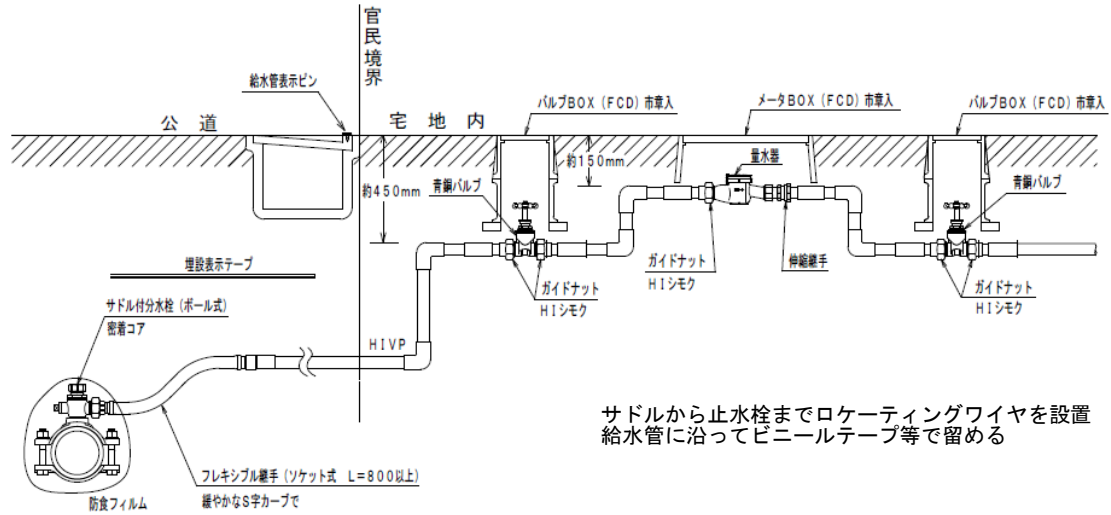 官民境界
給水管表示ピン
公道
宅地内
バルブBOX（FCD）市章入
メータBOX（FCD）市章入
バルブBOX（FCD）市章入
約150mm
量水器
約450mm
青銅バルブ
青銅バルブ
埋設表示テープ
ガイドナット
HIシモク
伸縮継手
ガイドナット
HIシモク
ガイドナット
HIシモク
サドル付分水栓（ボール式）
密着コア
HIVP
サドルから止水栓までロケーティングワイヤを設置
給水管に沿ってビニールテープ等で留める
フレキシブル継手（ソケット式　L=800以上）
緩やかなS字カーブで
防食フィルム